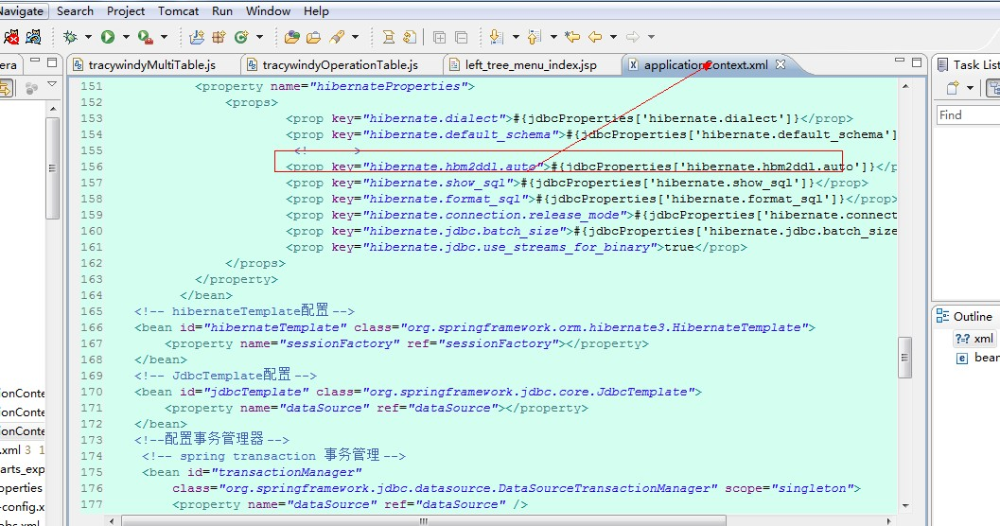 Navigate Search Project Tomcat Run Window Help
era tracywindyMultiTable.js tracywindyOperationTable.js left_tree_menu_index.jsp applicationContext.xml Task List
Find
151 <property name="hibernateProperties">
152 <props>
153 <prop key="hibernate.dialect">#{jdbcProperties['hibernate.dialect']}</prop>
154 <prop key="hibernate.default_schema">#{jdbcProperties['hibernate.default_schema']
155 <! >
156 <prop key="hibernate.hbm2ddl.auto">#{jdbcProperties['hibernate.hbm2ddl.auto']}</p
157 <prop key="hibernate.show_sql">#{jdbcProperties['hibernate.show_sql']}</prop>
158 <prop key="hibernate.format_sql">#{jdbcProperties['hibernate.format_sql']}</prop>
159 <prop key="hibernate.connection.release_mode">#{jdbcProperties['hibernate.connect
160 <prop key="hibernate.jdbc.batch_size">#{jdbcProperties['hibernate.jdbc.batch_size
161 <prop key="hibernate.jdbc.use_streams_for_binary">true</prop>
162 </props>
163 </property>
164 </bean>
165 <!-- hibernateTemplate配置 -->
166 <bean id="hibernateTemplate" class="org.springframework.orm.hibernate3.HibernateTemplate">
167 <property name="sessionFactory" ref="sessionFactory"></property>
168 </bean>
169 <!-- JdbcTemplate配置 -->
170 <bean id="jdbcTemplate" class="org.springframework.jdbc.core.JdbcTemplate">
171 <property name="dataSource" ref="dataSource"></property>
172 </bean>
173 <!--配置事务管理器 -->
174 <!-- spring transaction 事务管理 -->
175 <bean id="transactionManager"
176 class="org.springframework.jdbc.datasource.DataSourceTransactionManager" scope="singleton">
177 <property name="dataSource" ref="dataSource" />
Outline
?=? xml
e bean
ionConte
ionConte
ionConte
.xml 3 1
arts_exp
operties
-config.x